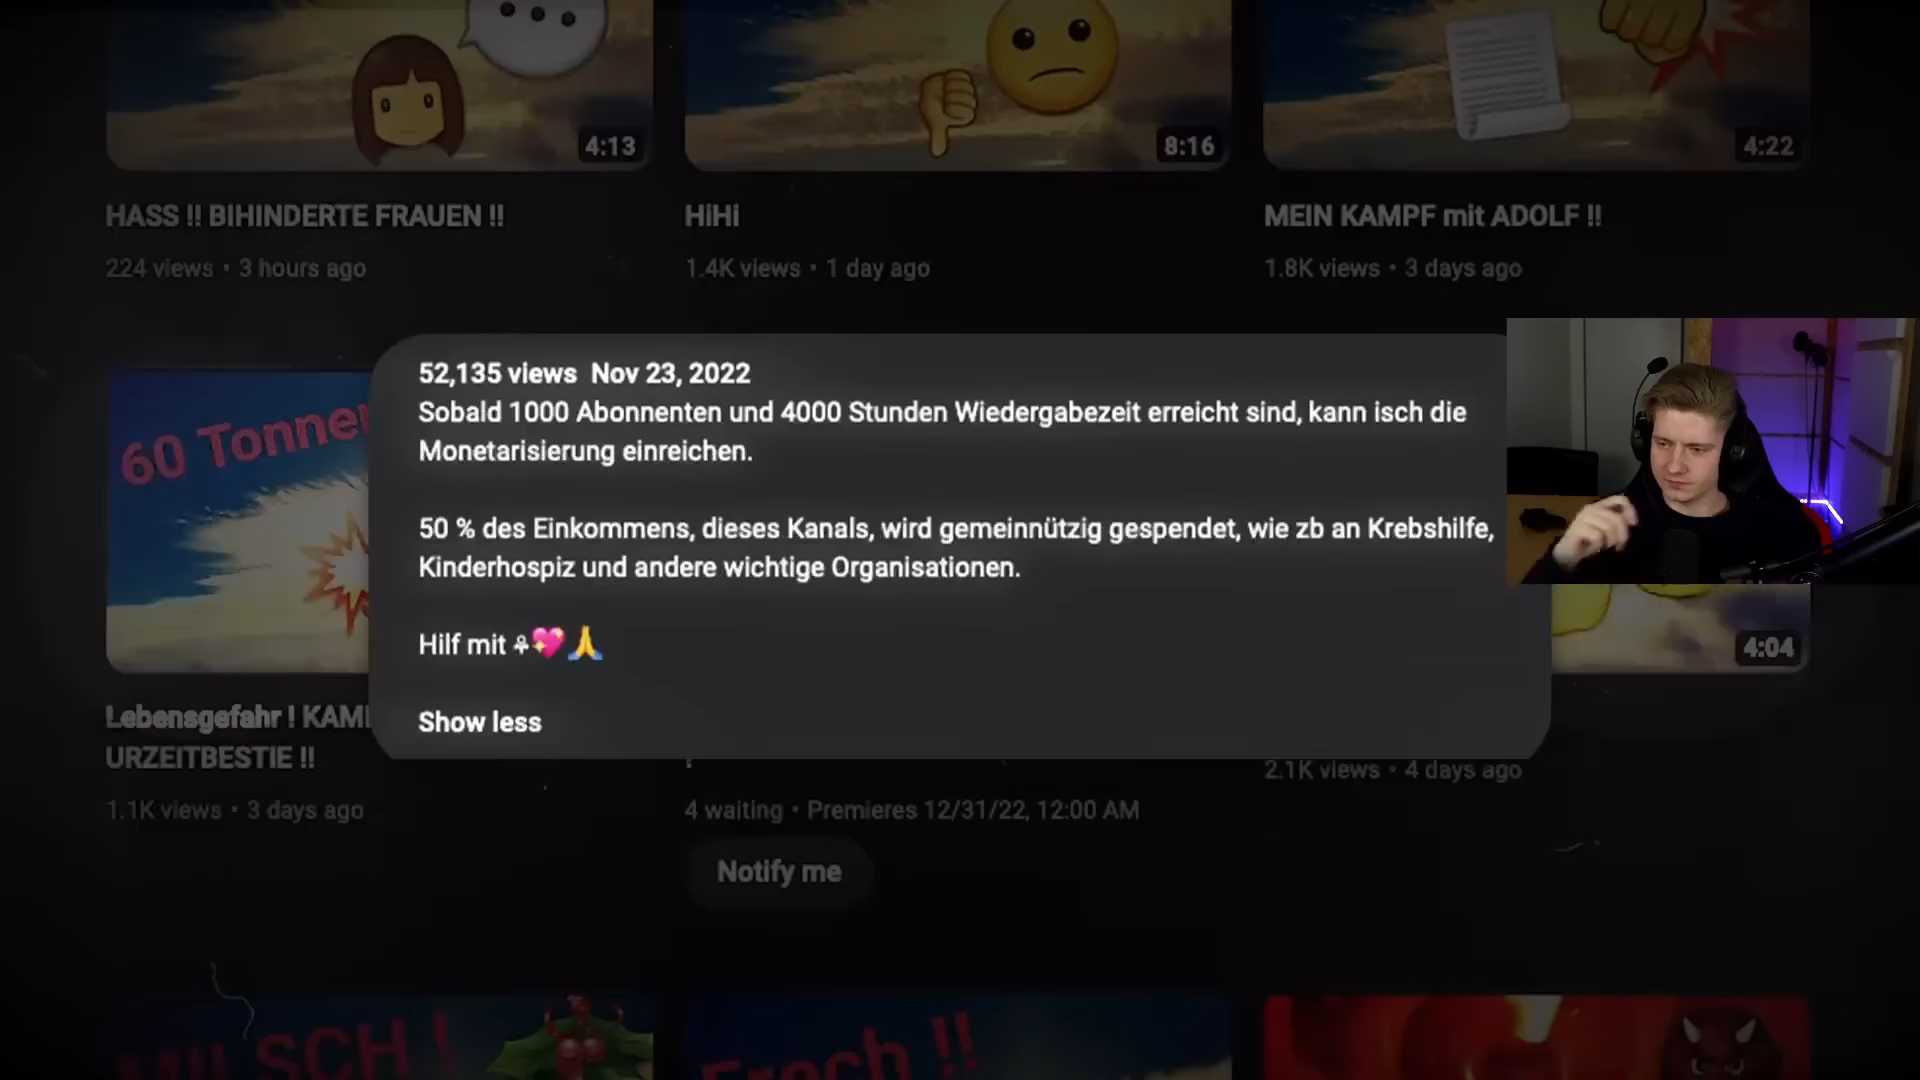 4:13
8:16
4:22
HASS !! BIHINDERTE FRAUEN !!
HiHi
MEIN KAMPF mit ADOLF !!
224 views • 3 hours ago
1.4K views • 1 day ago
1.8K views • 3 days ago
60 Tonnen
52,135 views Nov 23, 2022
Sobald 1000 Abonnenten und 4000 Stunden Wiedergabezeit erreicht sind, kann isch die
Monetarisierung einreichen.
50 % des Einkommens, dieses Kanals, wird gemeinnützig gespendet, wie zb an Krebshilfe,
Kinderhospiz und andere wichtige Organisationen.
Hilf mit ⚘💖🙏
Show less
4:04
Lebensgefahr !
URZEITBESTIE !!
1.1K views • 3 days ago
4 waiting • Premieres 12/31/22, 12:00 AM
Notify me
2.1K views • 4 days ago
MILSCH !
Frech !!